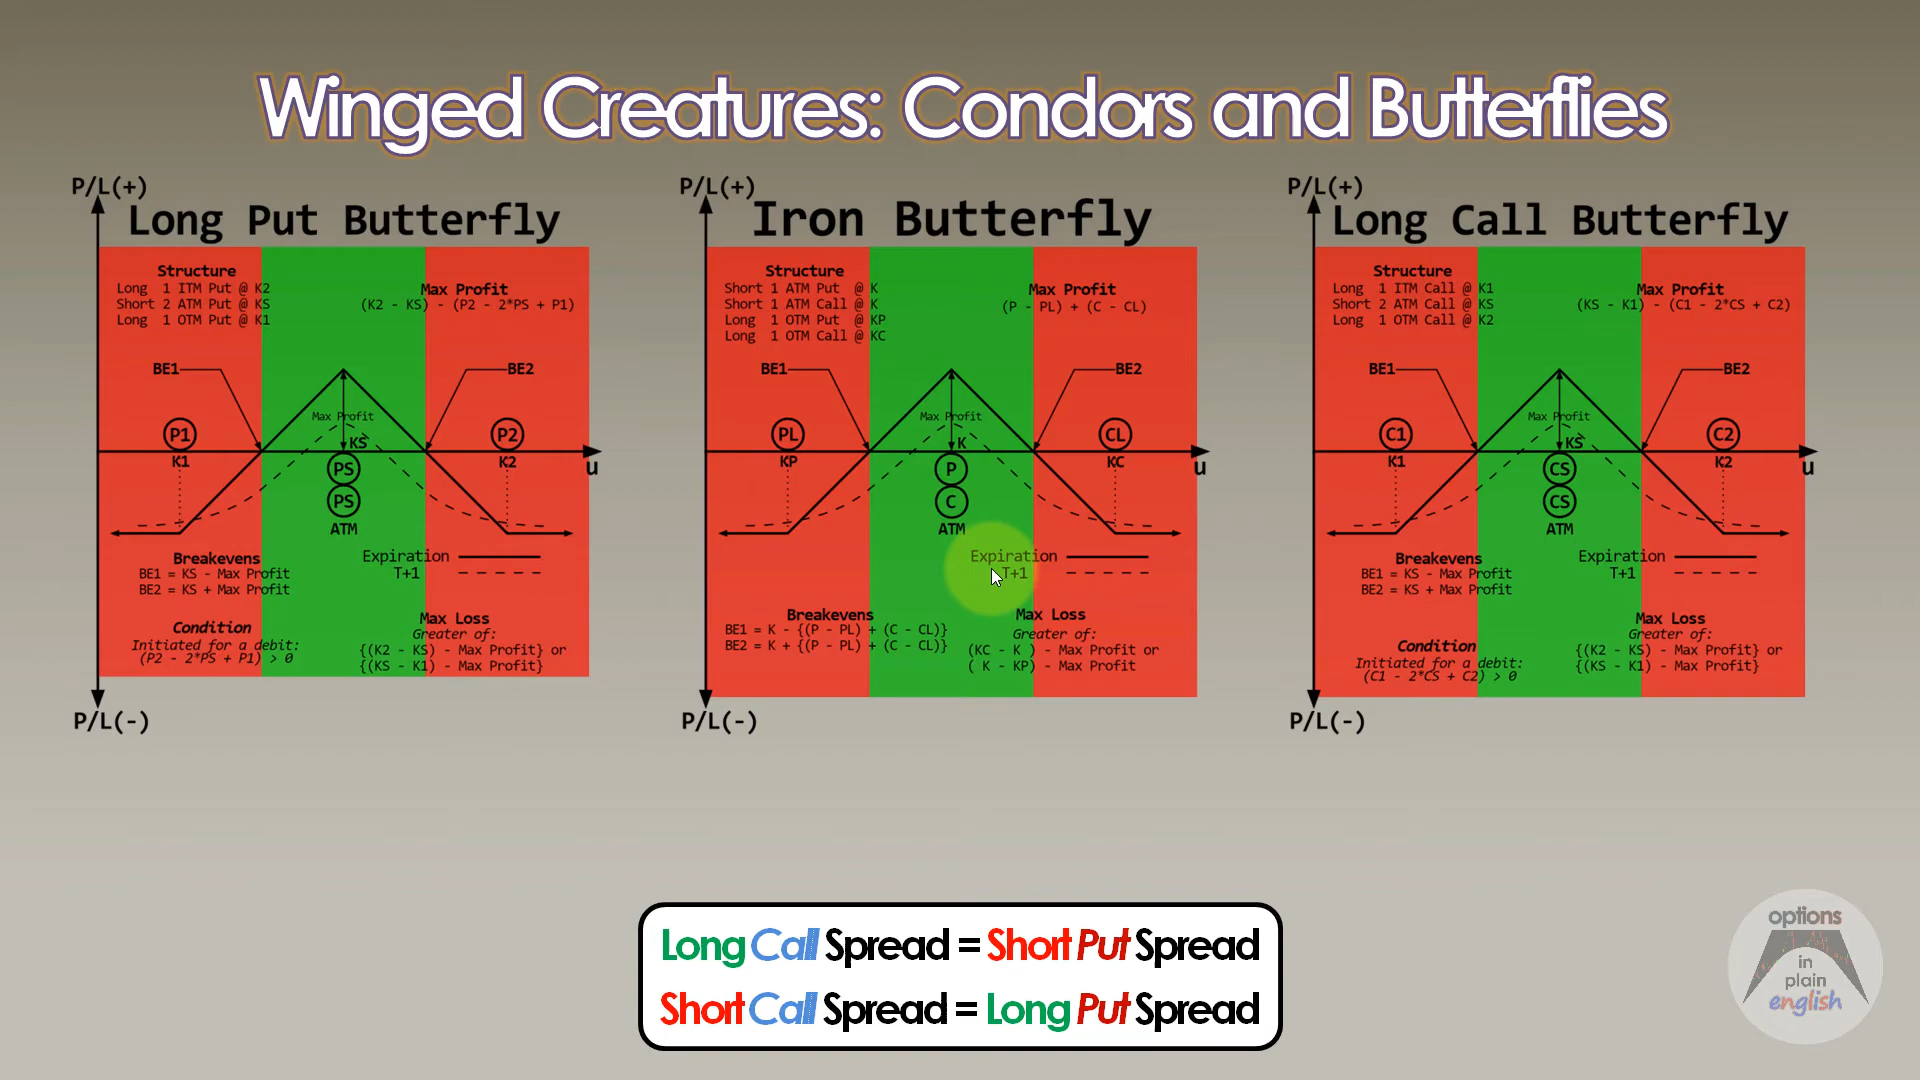 Winged Creatures: Condors and Butterflies
P/L(+)
Long Put Butterfly
Structure
Long 1 ITM Put @ K2
Short 2 ATM Put @ KS
Long 1 OTM Put @ K1
Max Profit
(K2 - KS) - (P2 - 2*PS + P1)
BE1
BE2
Max Profit
P1
K1
KS
P2
K2
u
PS
PS
ATM
Breakevens
BE1 = KS - Max Profit
BE2 = KS + Max Profit
Expiration
T+1
Condition
Initiated for a debit:
(P2 - 2*PS + P1) > 0
Max Loss
Greater of:
{(K2 - KS) - Max Profit} or
{(KS - K1) - Max Profit}
P/L(-)
P/L(+)
Iron Butterfly
Structure
Short 1 ATM Put @ K
Short 1 ATM Call @ K
Long 1 OTM Put @ KP
Long 1 OTM Call @ KC
Max Profit
(P - PL) + (C - CL)
BE1
BE2
Max Profit
PL
KP
K
CL
KC
u
P
C
ATM
Expiration
T+1
Breakevens
BE1 = K - {(P - PL) + (C - CL)}
BE2 = K + {(P - PL) + (C - CL)}
Max Loss
Greater of:
(KC - K ) - Max Profit or
( K - KP) - Max Profit
P/L(-)
P/L(+)
Long Call Butterfly
Structure
Long 1 ITM Call @ K1
Short 2 ATM Call @ KS
Long 1 OTM Call @ K2
Max Profit
(KS - K1) - (C1 - 2*CS + C2)
BE1
BE2
Max Profit
C1
K1
KS
C2
K2
u
CS
CS
ATM
Breakevens
BE1 = KS - Max Profit
BE2 = KS + Max Profit
Expiration
T+1
Condition
Initiated for a debit:
(C1 - 2*CS + C2) > 0
Max Loss
Greater of:
{(K2 - KS) - Max Profit} or
{(KS - K1) - Max Profit}
P/L(-)
Long Call Spread = Short Put Spread
Short Call Spread = Long Put Spread
options
in
plain
english